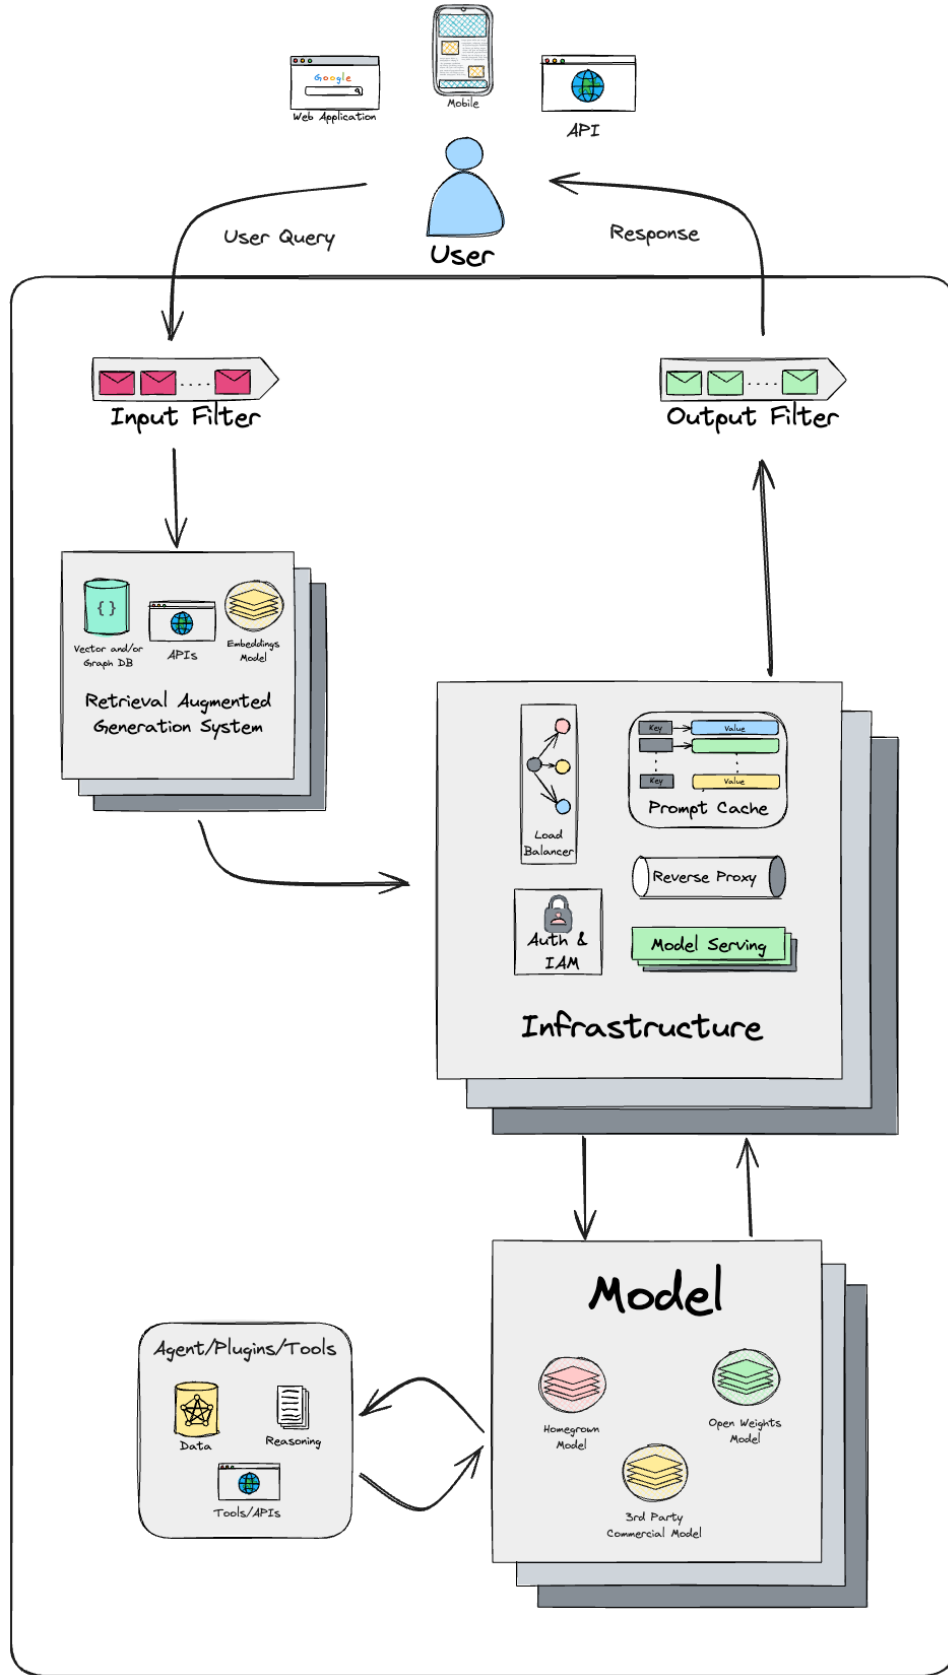 Google
Web Application
Mobile
API
User Query
User
Response
Input Filter
Output Filter
{}
Vector and/or
Graph DB
APIs
Embeddings
Model
Retrieval Augmented
Generation System
Load
Balancer
Key
Value
Key
Value
Prompt Cache
Reverse Proxy
Auth &
IAM
Model Serving
Infrastructure
Model
Homegrown
Model
Open Weights
Model
3rd Party
Commercial Model
Agent/Plugins/Tools
Data
Reasoning
Tools/APIs